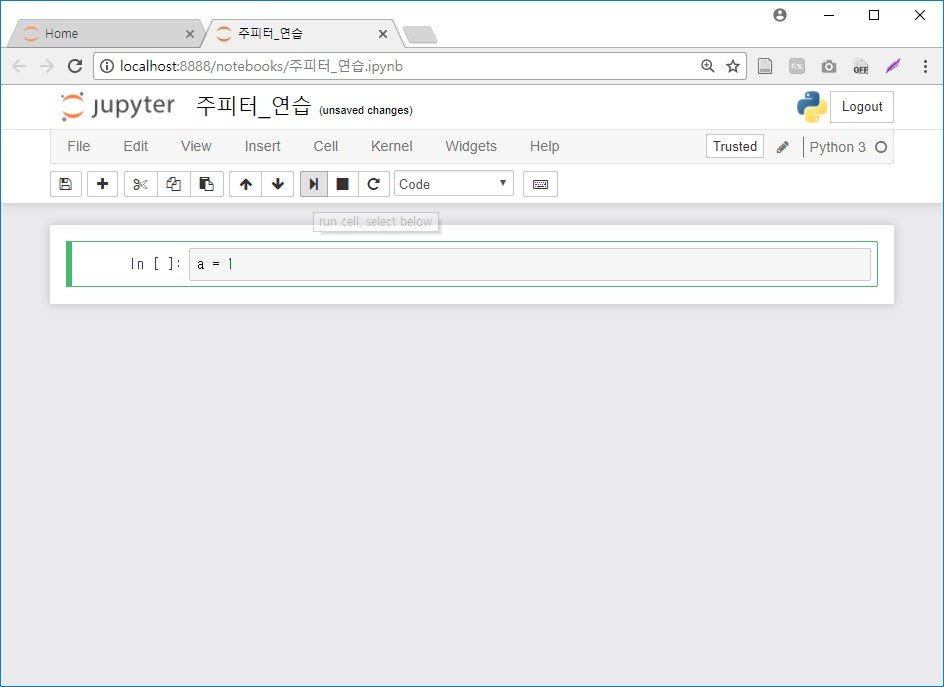 Home
주피터_연습
localhost:8888/notebooks/주피터_연습.ipynb
OFF
jupyter 주피터_연습 (unsaved changes)
Logout
File Edit View Insert Cell Kernel Widgets Help Trusted Python 3
Code
run cell, select below
In [ ]: a = 1